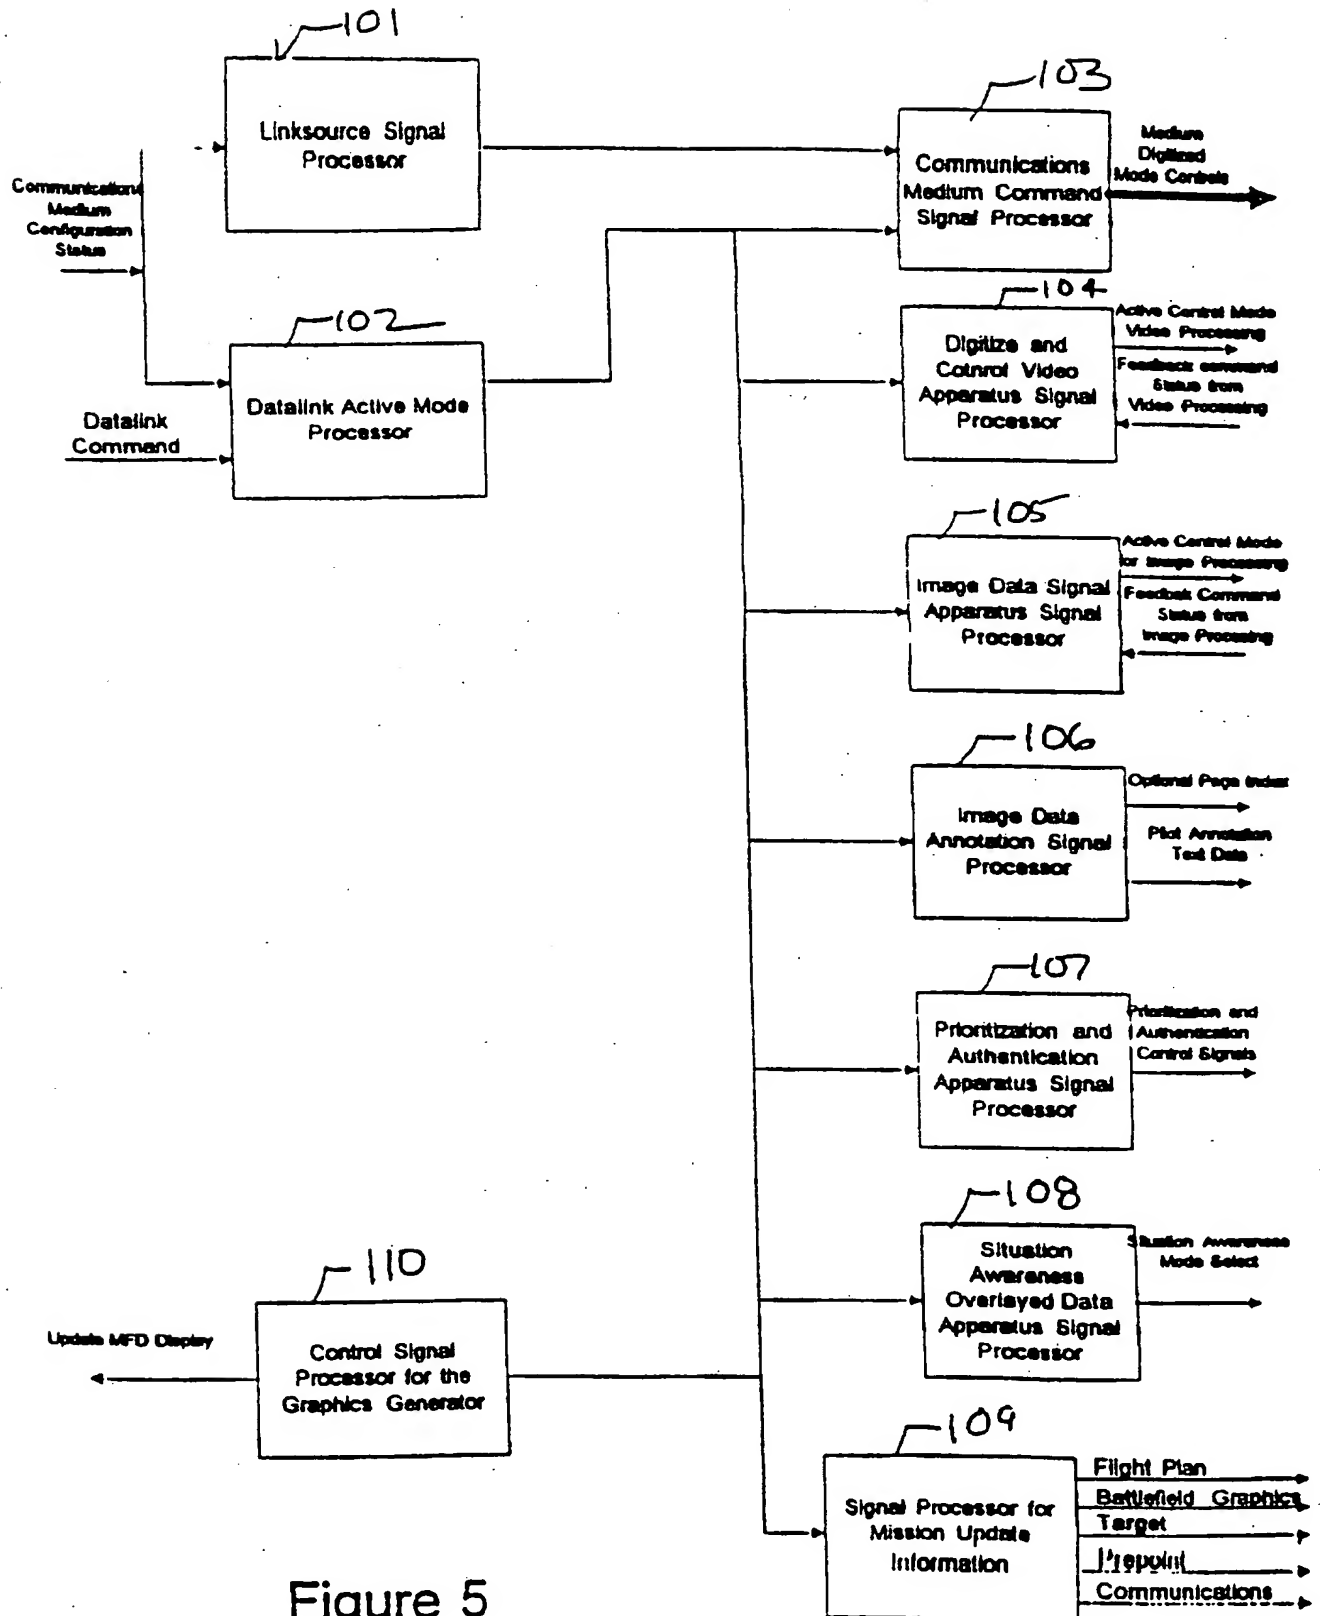 101
Linksource Signal
Processor
103
Communications
Medium Command
Signal Processor
Medium
Digitized
Mode Controls
Communications
Medium
Configuration
Status
102
Datalink Active Mode
Processor
Datalink
Command
104
Digitize and
Cotnrol Video
Apparatus Signal
Processor
Active Control Mode
Video Processing
Feedback command
Status from
Video Processing
105
Image Data Signal
Apparatus Signal
Processor
Active Control Mode
for Image Processing
Feedbak Command
Status from
Image Processing
106
Image Data
Annotation Signal
Processor
Optional Page Index
Pilot Annotation
Text Data
107
Prioritization and
Authentication
Apparatus Signal
Processor
Prioritization and
Authentication
Control Signals
108
Situation
Awareness
Overlayed Data
Apparatus Signal
Processor
Situation Awareness
Mode Select
110
Control Signal
Processor for the
Graphics Generator
Update MFD Display
109
Signal Processor for
Mission Update
Information
Flight Plan
Battlefield Graphics
Target
Prepoint
Communications
Figure 5